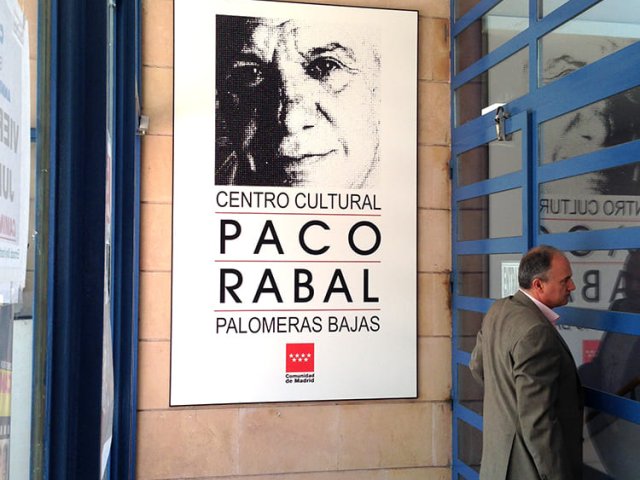 CENTRO CULTURAL
PACO
RABAL
PALOMERAS BAJAS
Comunidad
de Madrid